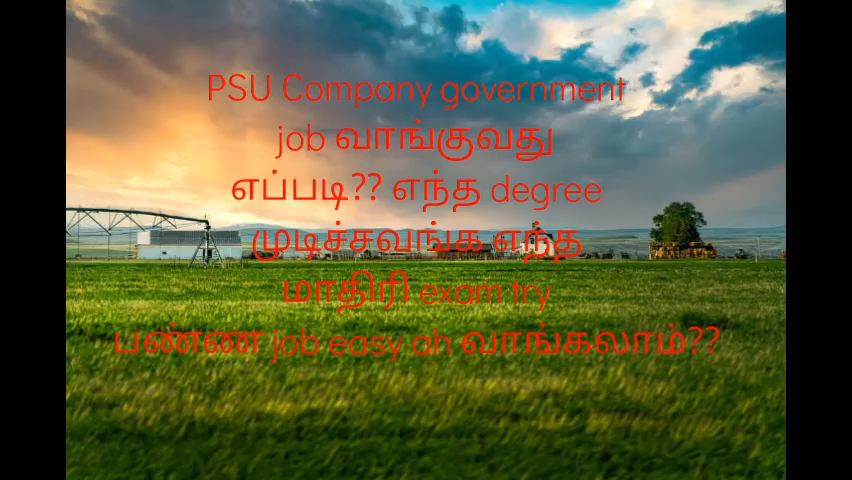 PSU Company government
job வாங்குவது
எப்படி?? எந்த degree
முடிச்சவங்க எந்த
மாதிரி exam try
பண்ண job easy ah வாங்கலாம்??